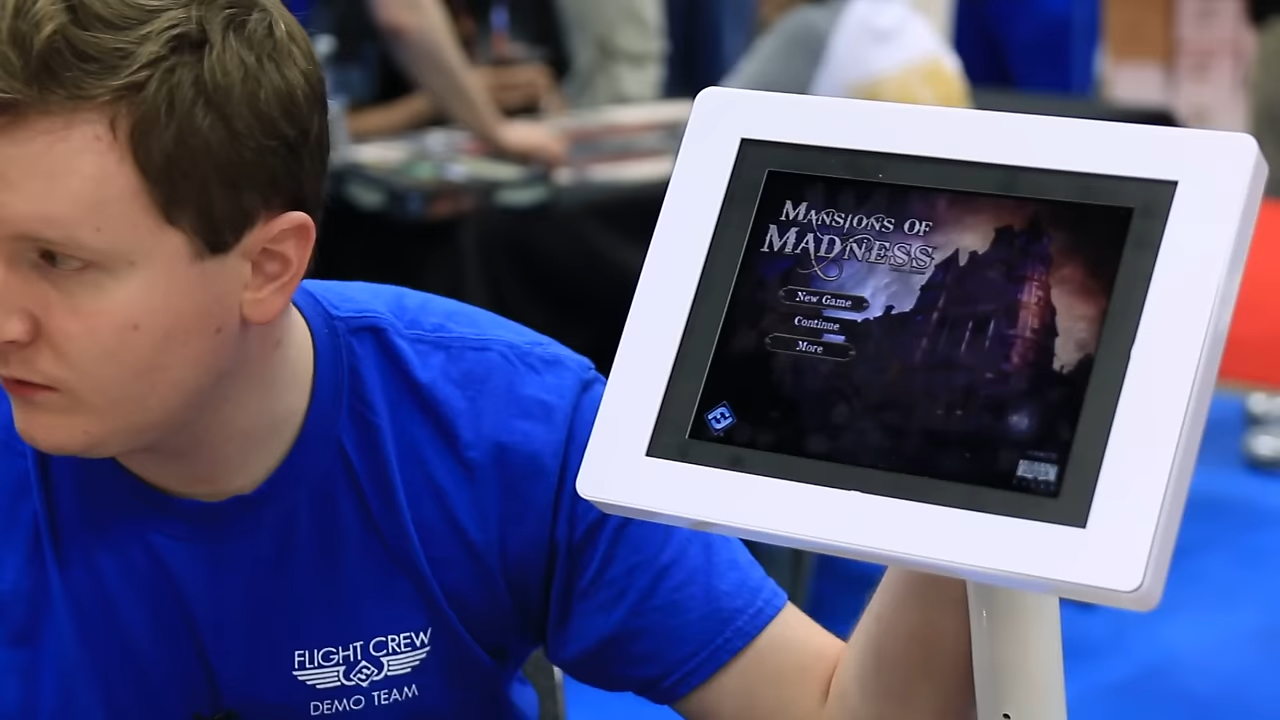 MANSIONS OF
MADNESS
New Game
Continue
More
FLIGHT CREW
DEMO TEAM